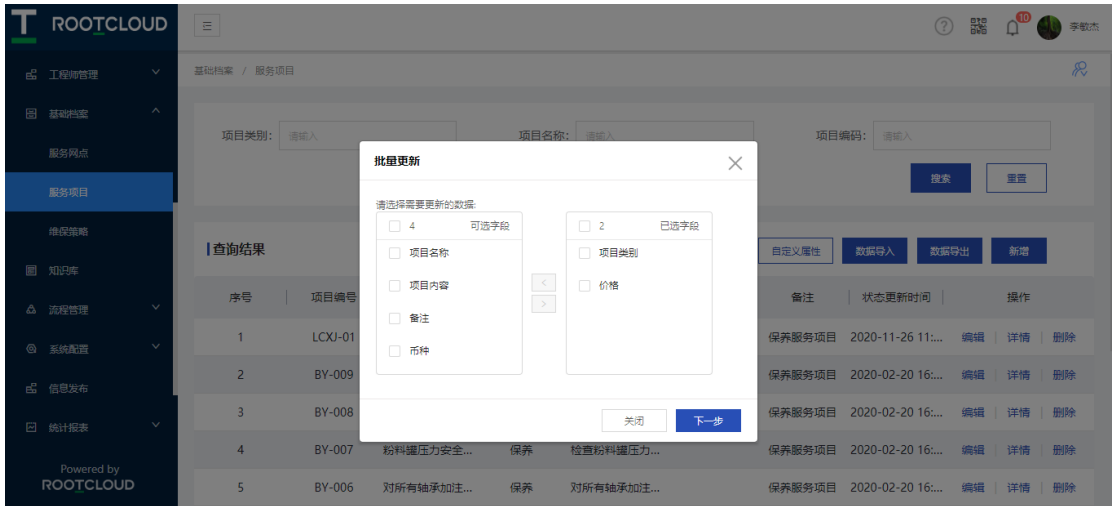 ROOTCLOUD
10
李敏杰
工程师管理
基础档案
服务网点
服务项目
维保策略
知识库
流程管理
系统配置
信息发布
统计报表
Powered by
ROOTCLOUD
基础档案 / 服务项目
项目类别: 请输入 项目名称: 请输入 项目编码: 请输入
搜索 重置
批量更新
请选择需要更新的数据:
4 可选字段
项目名称
项目内容
备注
币种
2 已选字段
项目类别
价格
关闭 下一步
查询结果
自定义属性 数据导入 数据导出 新增
序号 项目编号 备注 状态更新时间 操作
1 LCXJ-01 保养服务项目 2020-11-26 11:... 编辑 详情 删除
2 BY-009 保养服务项目 2020-02-20 16:... 编辑 详情 删除
3 BY-008 保养服务项目 2020-02-20 16:... 编辑 详情 删除
4 BY-007 粉料罐压力安全... 保养 检查粉料罐压力... 保养服务项目 2020-02-20 16:... 编辑 详情 删除
5 BY-006 对所有轴承加注... 保养 对所有轴承加注... 保养服务项目 2020-02-20 16:... 编辑 详情 删除